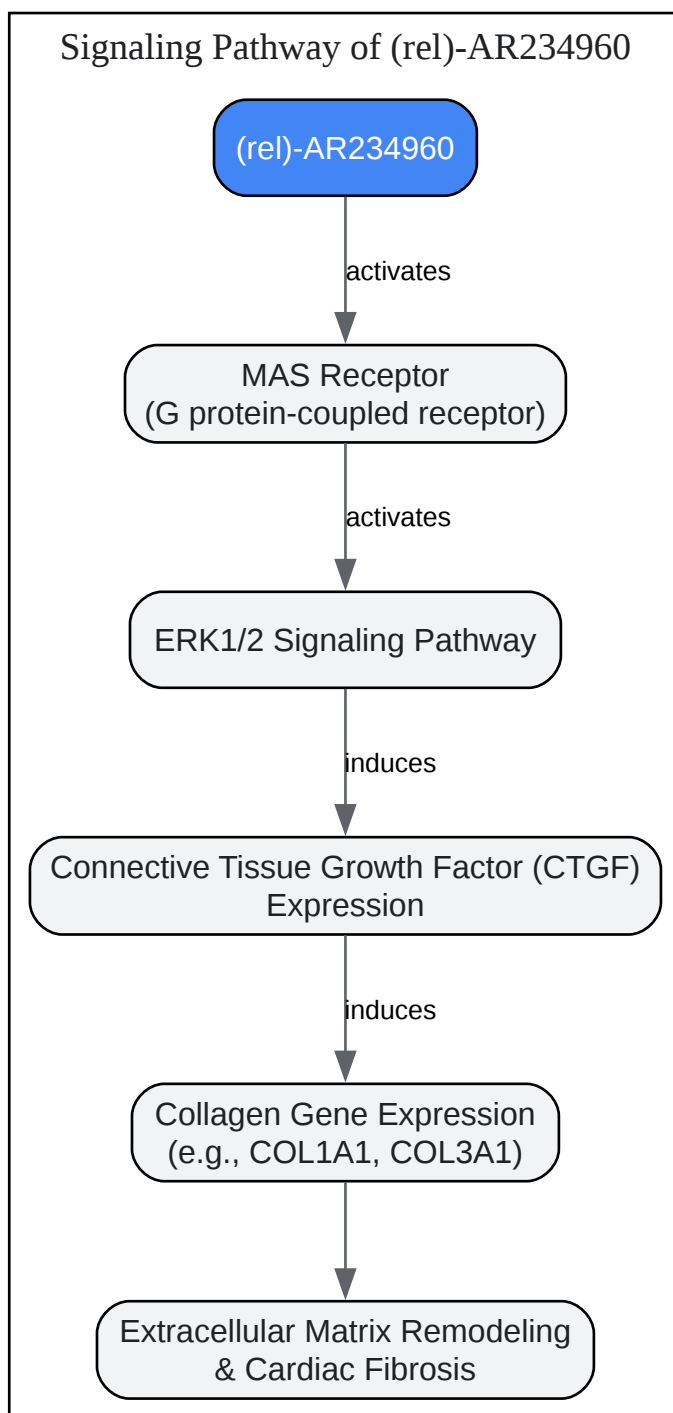 Signaling Pathway of (rel)-AR234960
(rel)-AR234960
activates
MAS Receptor
(G protein-coupled receptor)
activates
ERK1/2 Signaling Pathway
induces
Connective Tissue Growth Factor (CTGF)
Expression
induces
Collagen Gene Expression
(e.g., COL1A1, COL3A1)
Extracellular Matrix Remodeling
& Cardiac Fibrosis